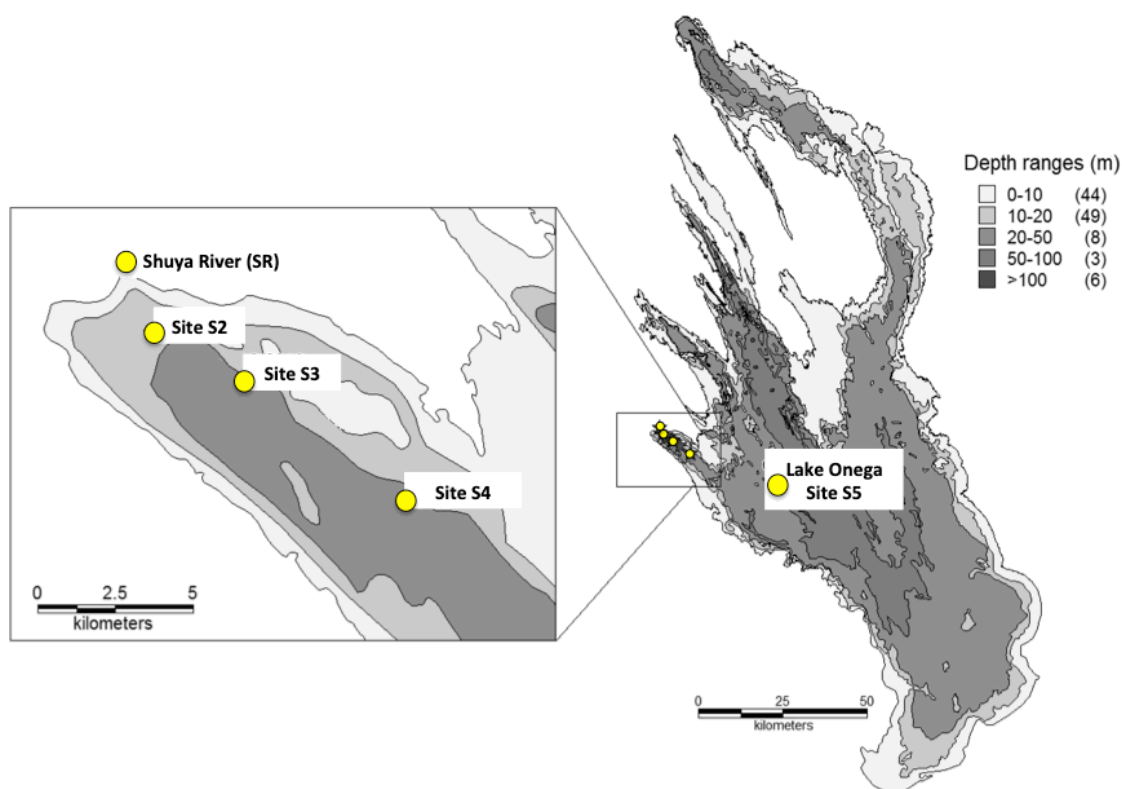 Shuya River (SR)
Site S2
Site S3
Site S4
0 2.5 5
kilometers
Depth ranges (m)
0-10 (44)
10-20 (49)
20-50 (8)
50-100 (3)
>100 (6)
Lake Onega
Site S5
0 25 50
kilometers